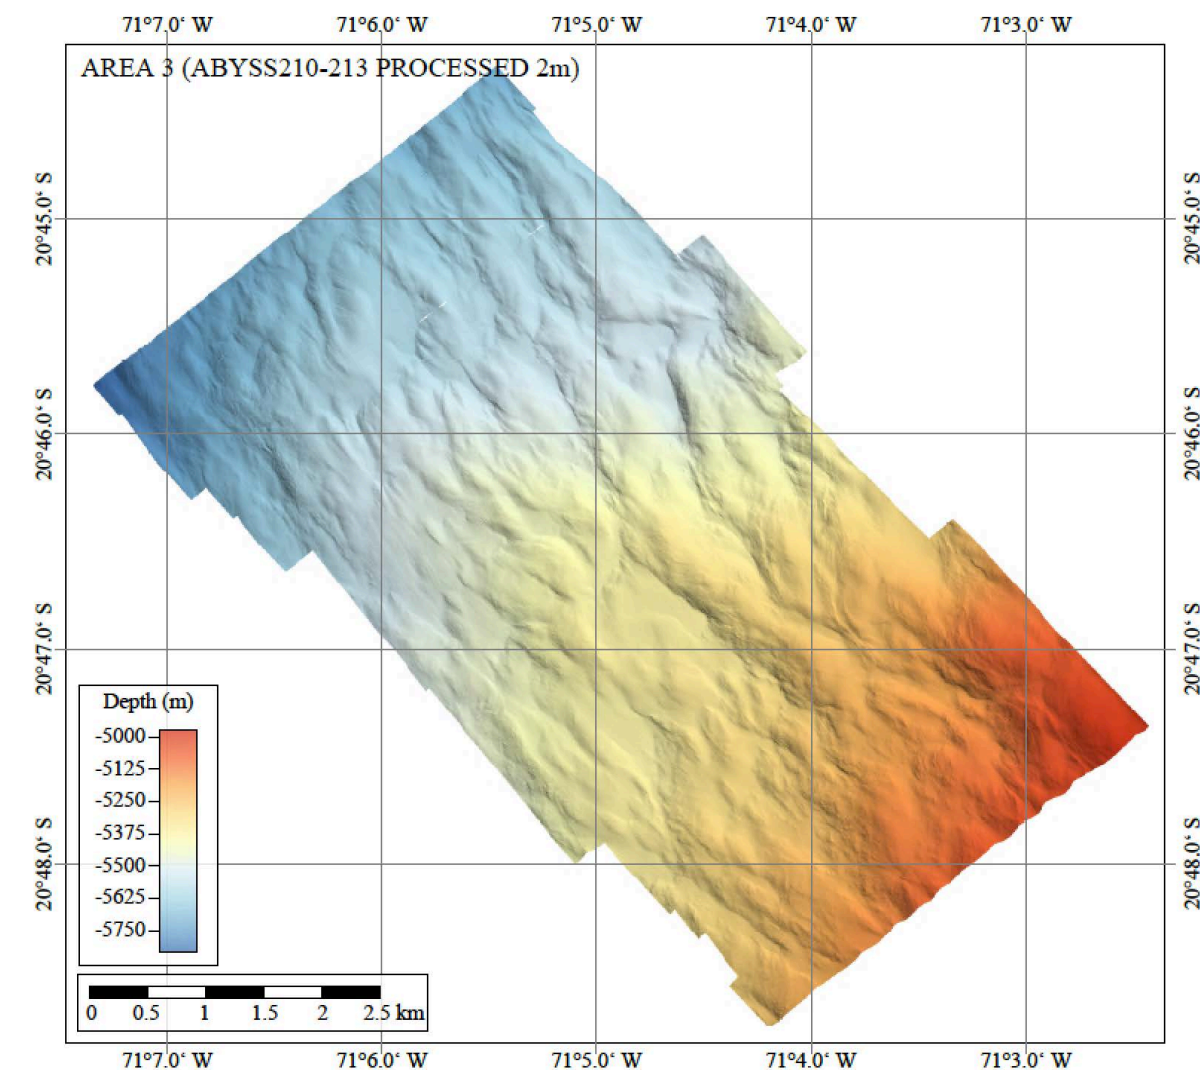 71°7.0‘ W 71°6.0‘ W 71°5.0‘ W 71°4.0‘ W 71°3.0‘ W
AREA 3 (ABYSS210-213 PROCESSED 2m)
20°45.0‘ S 20°45.0‘ S
20°46.0‘ S 20°46.0‘ S
20°47.0‘ S 20°47.0‘ S
20°48.0‘ S 20°48.0‘ S
Depth (m)
-5000
-5125
-5250
-5375
-5500
-5625
-5750
0 0.5 1 1.5 2 2.5 km
71°7.0‘ W 71°6.0‘ W 71°5.0‘ W 71°4.0‘ W 71°3.0‘ W